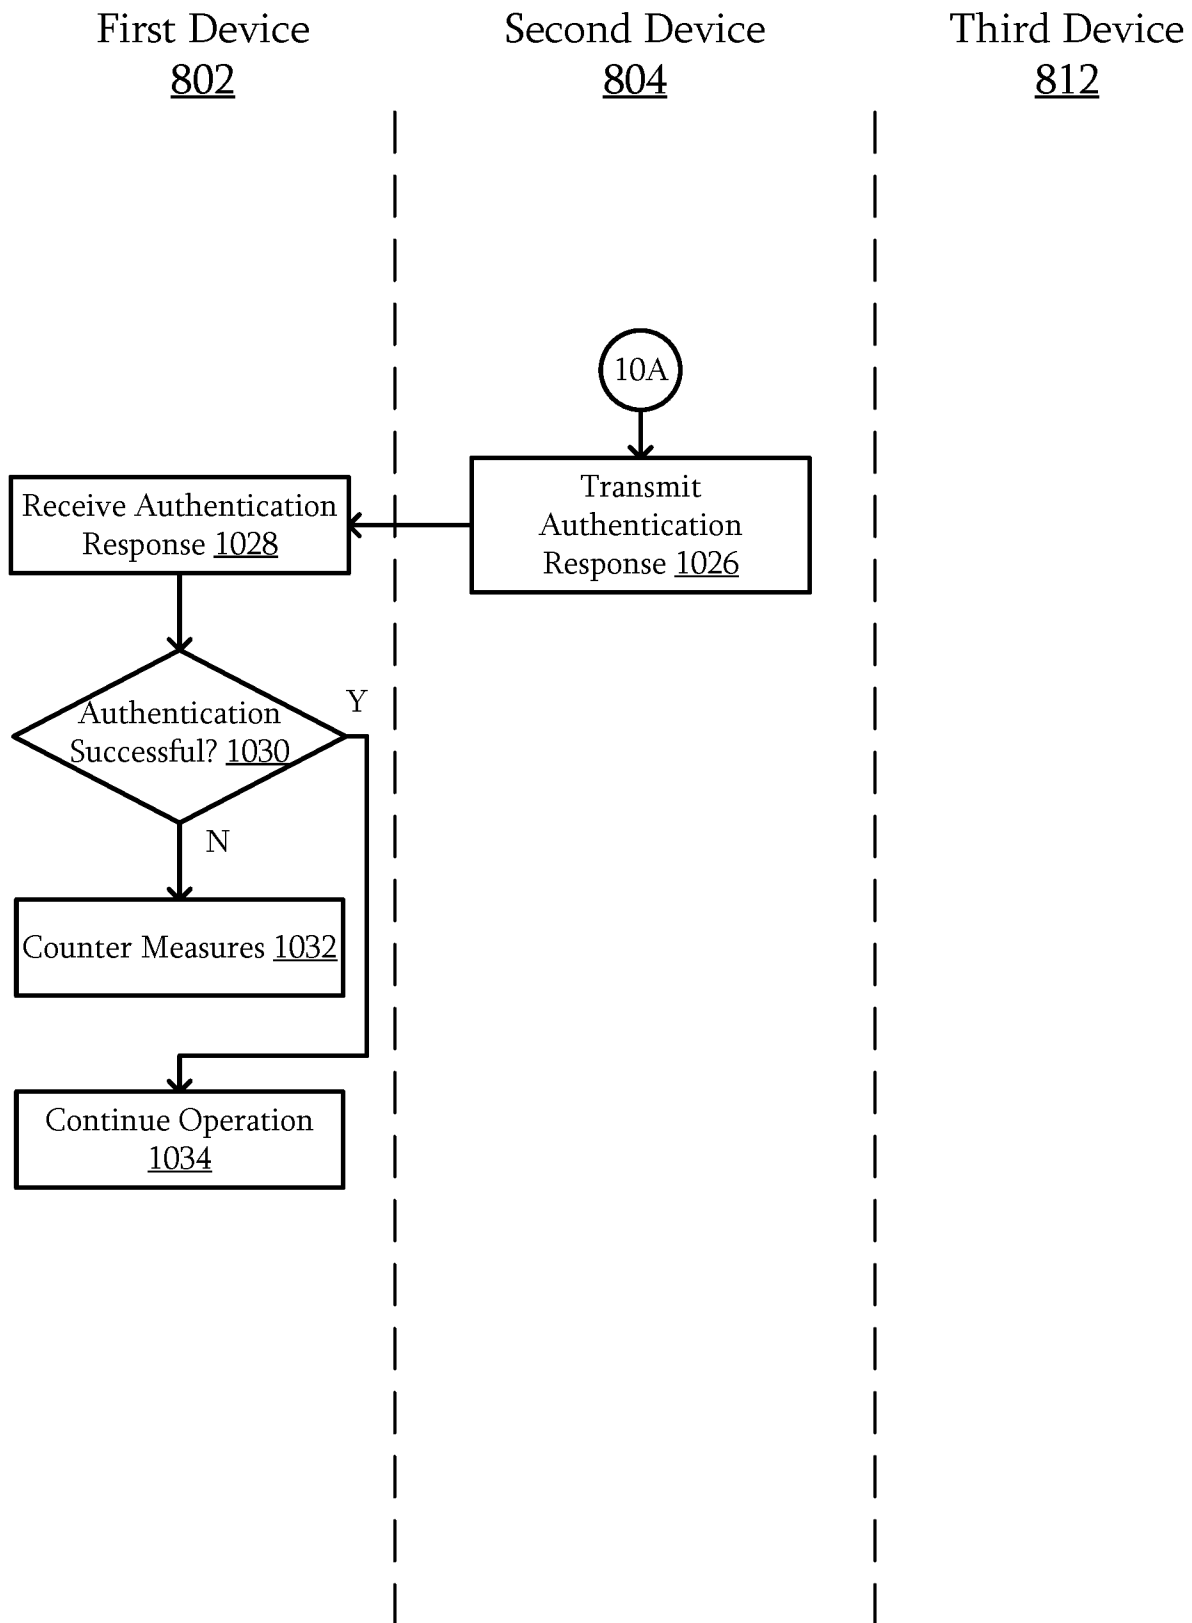 First Device
802
Second Device
804
Third Device
812
10A
Transmit
Authentication
Response 1026
Receive Authentication
Response 1028
Authentication
Successful? 1030
Y
N
Counter Measures 1032
Continue Operation
1034